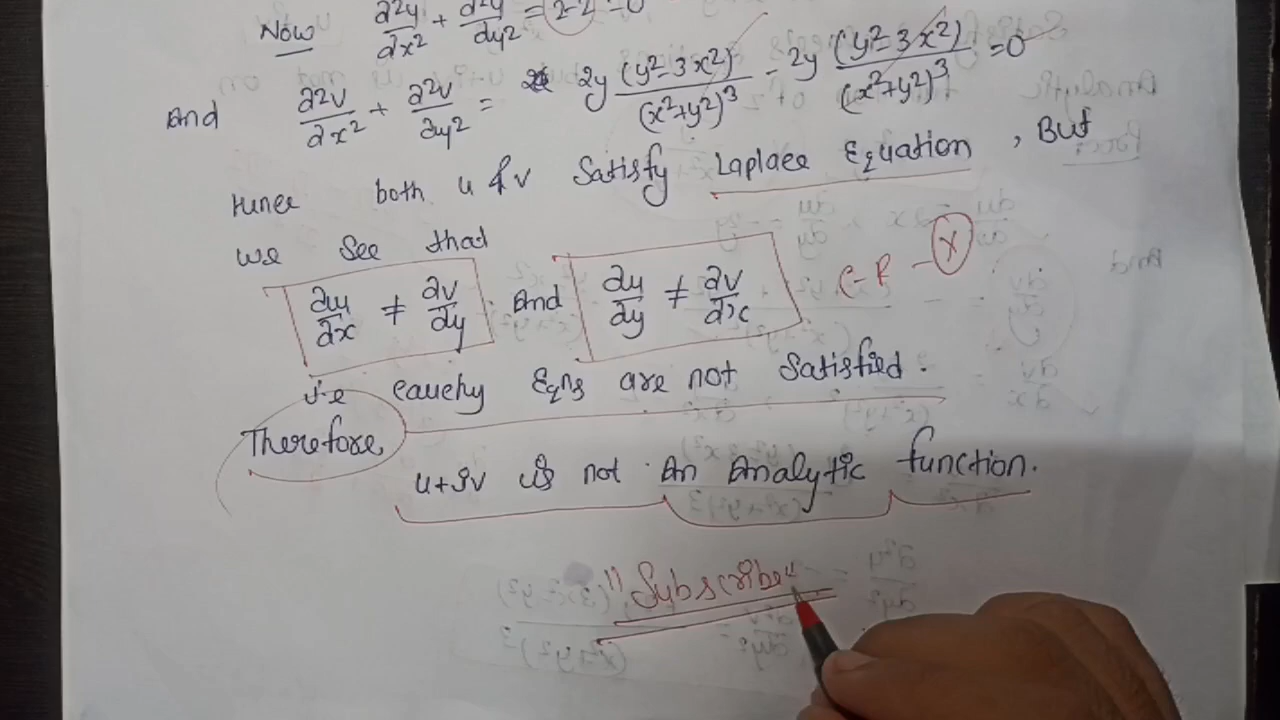 Now ∂²u/∂x² + ∂²u/∂y² = 2-2 = 0
And ∂²v/∂x² + ∂²v/∂y² = 2y (y²-3x²)/(x²+y²)³ - 2y (y²-3x²)/(x²+y²)³ = 0
Hence both u & v Satisfy Laplace Equation, But
we see that
∂u/∂x ≠ ∂v/∂y And ∂u/∂y ≠ ∂v/∂x C-R - X
i.e cauchy Eqns are not Satisfied.
Therefore
u+iv is not An Analytic function.
"Subscribe"